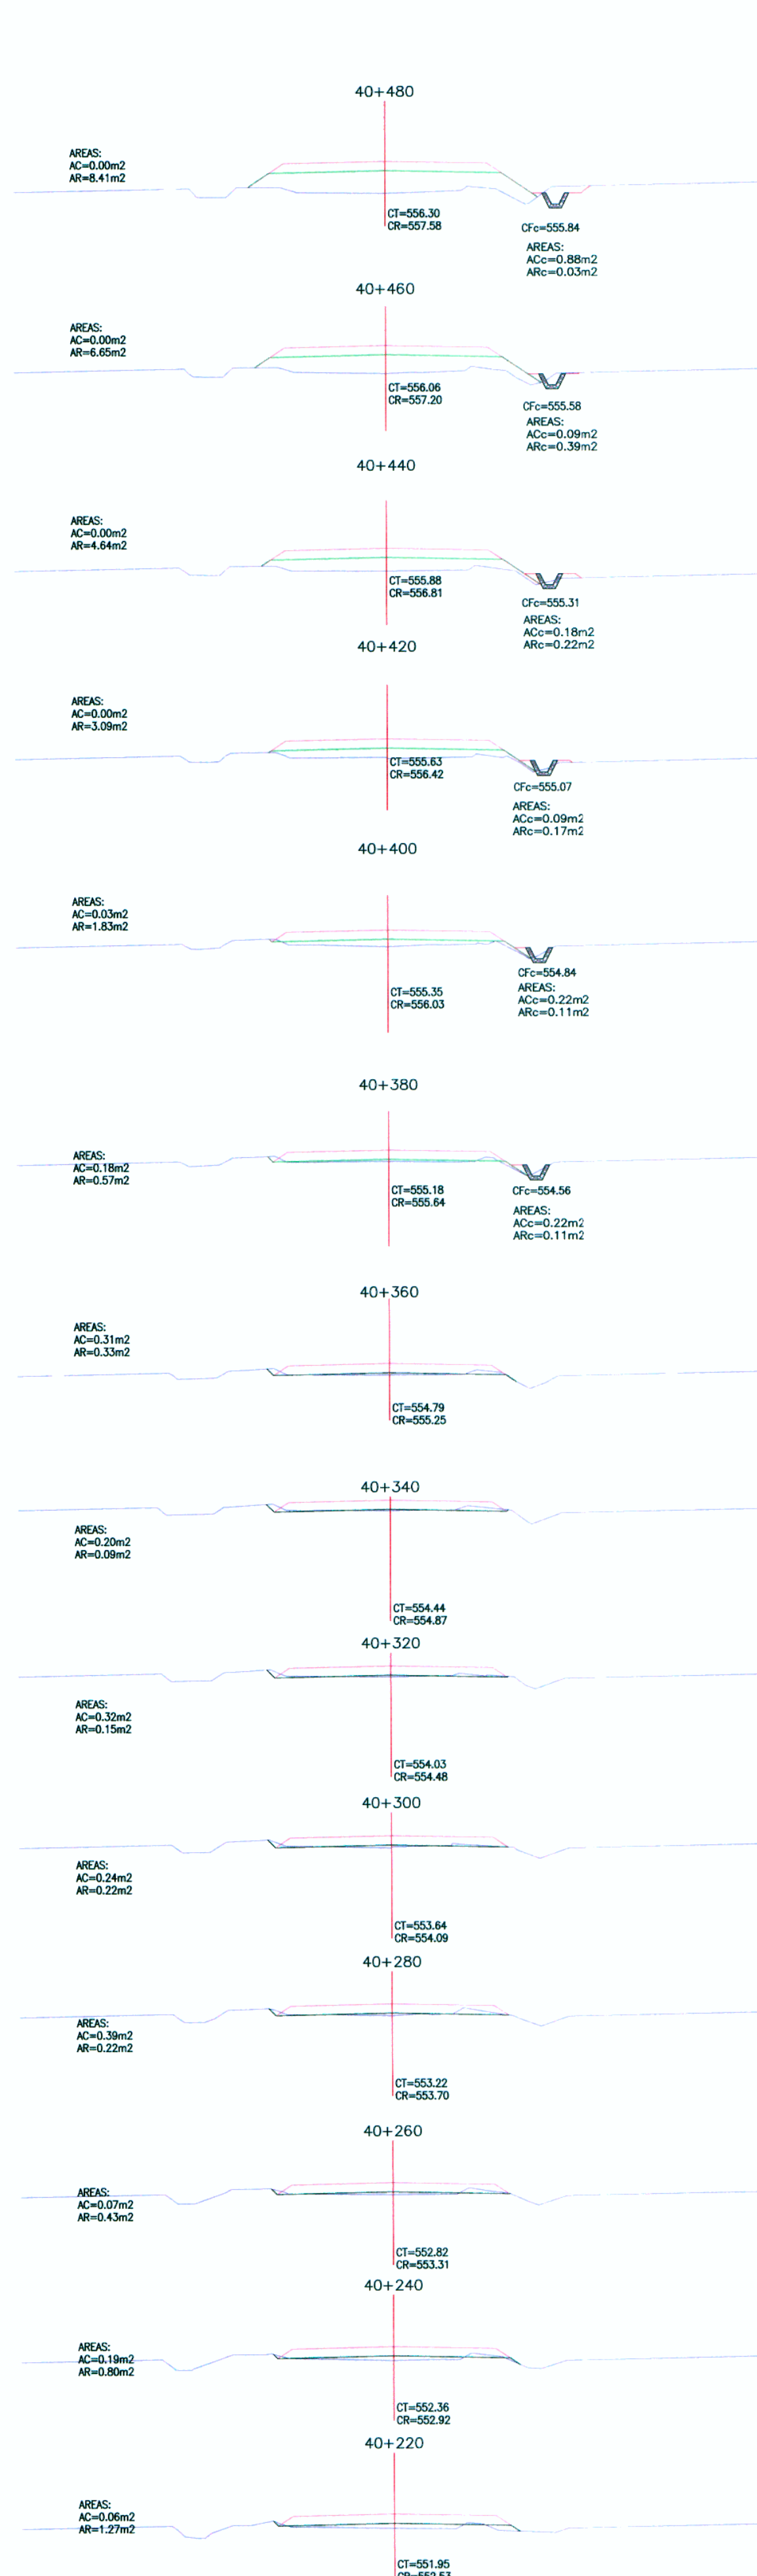 40+480
AREAS:
AC=0.00m2
AR=8.41m2
CT=556.30
CR=557.58
CFc=555.84
AREAS:
ACc=0.88m2
ARc=0.03m2
40+460
AREAS:
AC=0.00m2
AR=6.65m2
CT=556.06
CR=557.20
CFc=555.58
AREAS:
ACc=0.09m2
ARc=0.39m2
40+440
AREAS:
AC=0.00m2
AR=4.64m2
CT=555.88
CR=556.81
CFc=555.31
AREAS:
ACc=0.18m2
ARc=0.22m2
40+420
AREAS:
AC=0.00m2
AR=3.09m2
CT=555.63
CR=556.42
CFc=555.07
AREAS:
ACc=0.09m2
ARc=0.17m2
40+400
AREAS:
AC=0.03m2
AR=1.83m2
CT=555.35
CR=556.03
CFc=554.84
AREAS:
ACc=0.22m2
ARc=0.11m2
40+380
AREAS:
AC=0.18m2
AR=0.57m2
CT=555.18
CR=555.64
CFc=554.56
AREAS:
ACc=0.22m2
ARc=0.11m2
40+360
AREAS:
AC=0.31m2
AR=0.33m2
CT=554.79
CR=555.25
40+340
AREAS:
AC=0.20m2
AR=0.09m2
CT=554.44
CR=554.87
40+320
AREAS:
AC=0.32m2
AR=0.15m2
CT=554.03
CR=554.48
40+300
AREAS:
AC=0.24m2
AR=0.22m2
CT=553.64
CR=554.09
40+280
AREAS:
AC=0.39m2
AR=0.22m2
CT=553.22
CR=553.70
40+260
AREAS:
AC=0.07m2
AR=0.43m2
CT=552.82
CR=553.31
40+240
AREAS:
AC=0.19m2
AR=0.80m2
CT=552.36
CR=552.92
40+220
AREAS:
AC=0.06m2
AR=1.27m2
CT=551.95